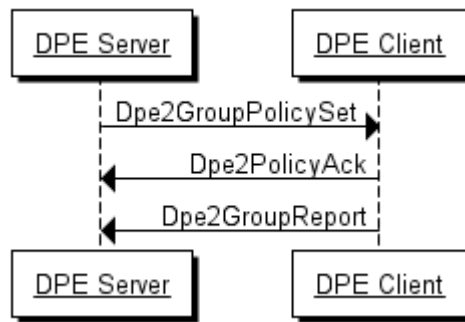 DPE Server DPE Client
Dpe2GroupPolicySet
Dpe2PolicyAck
Dpe2GroupReport
DPE Server DPE Client